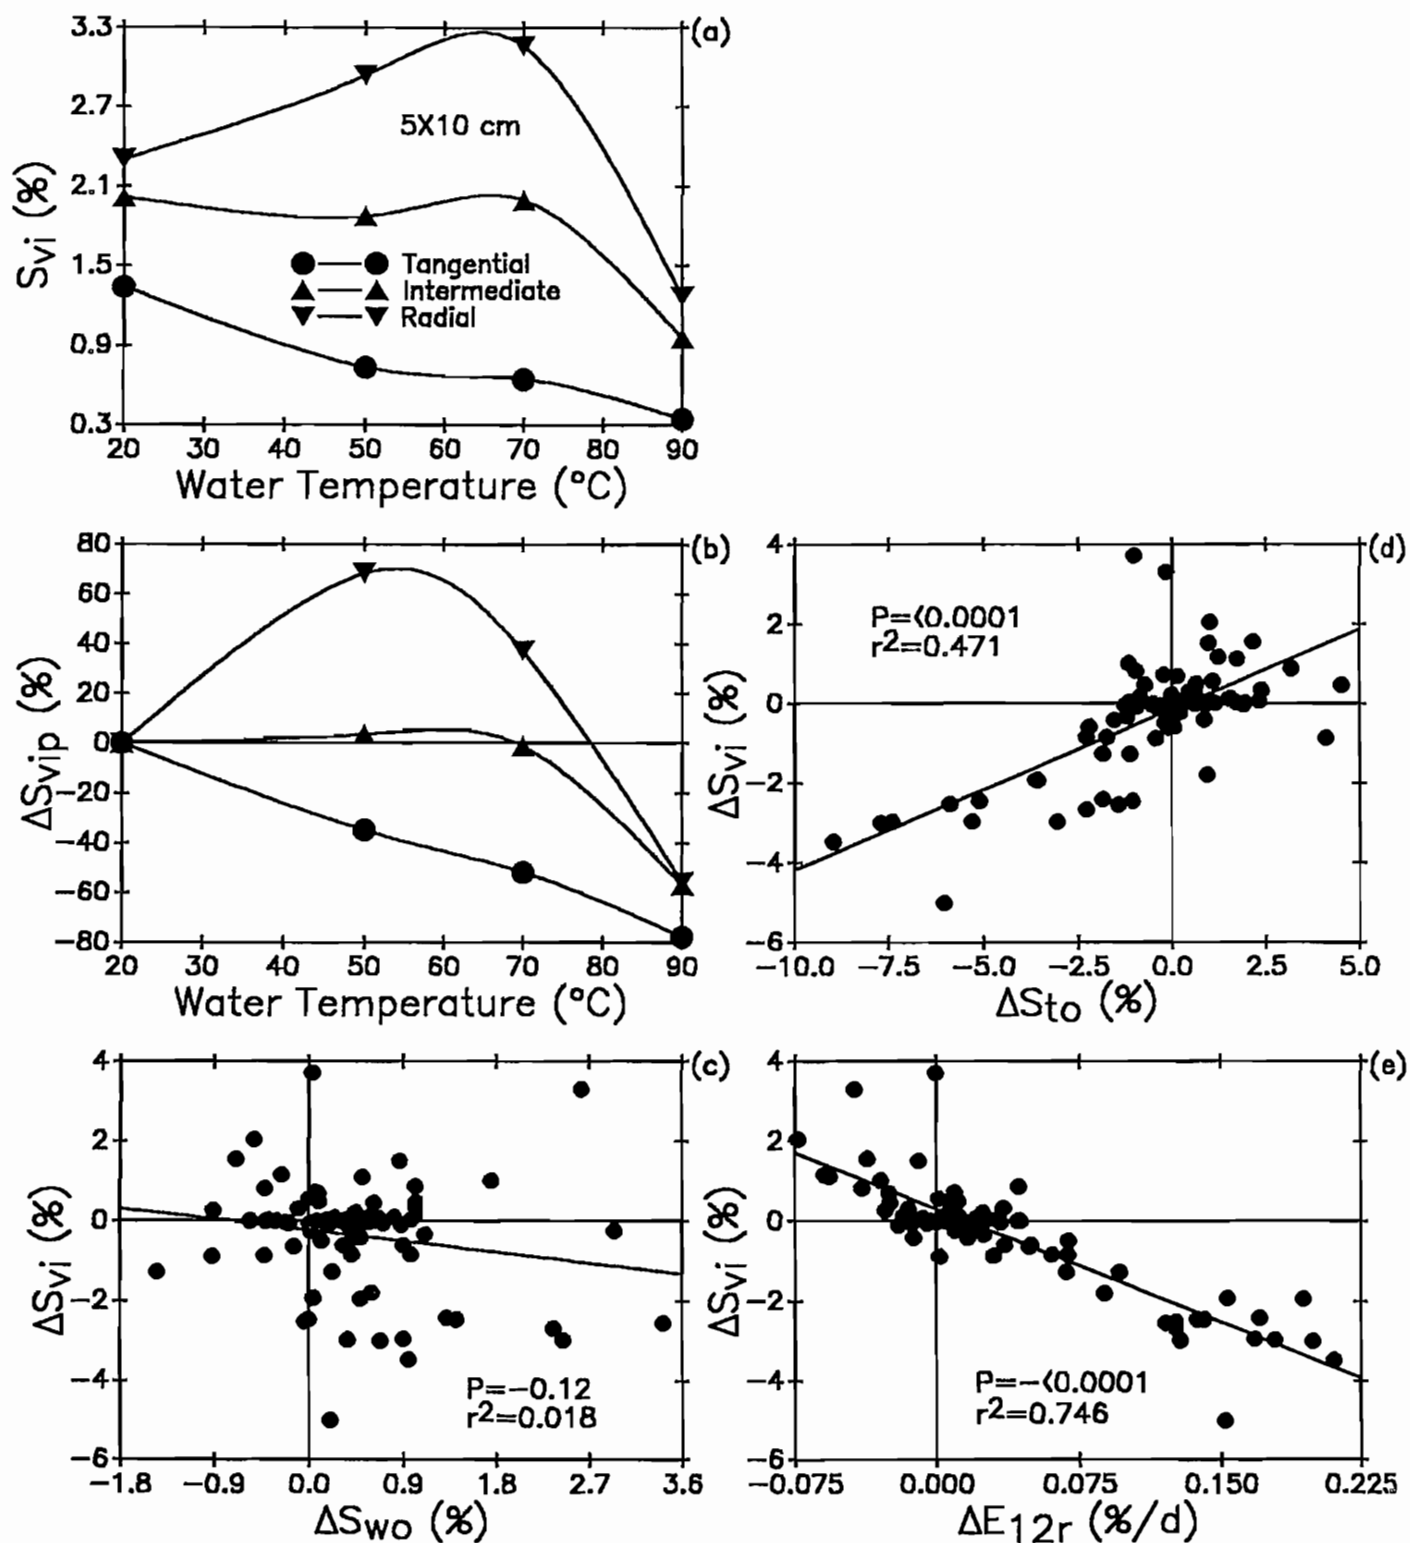 (a)
3.3
2.7
2.1
1.5
0.9
0.3
Svi (%)
5X10 cm
Tangential
Intermediate
Radial
20 30 40 50 60 70 80 90
Water Temperature (°C)
(b)
80
60
40
20
0
−20
−40
−60
−80
ΔSvip (%)
20 30 40 50 60 70 80 90
Water Temperature (°C)
(d)
4
2
0
−2
−4
−6
ΔSvi (%)
P=<0.0001
r2=0.471
−10.0 −7.5 −5.0 −2.5 0.0 2.5 5.0
ΔSto (%)
(c)
4
2
0
−2
−4
−6
ΔSvi (%)
P=−0.12
r2=0.018
−1.8 −0.9 0.0 0.9 1.8 2.7 3.6
ΔSwo (%)
(e)
4
2
0
−2
−4
−6
ΔSvi (%)
P=−<0.0001
r2=0.746
−0.075 0.000 0.075 0.150 0.225
ΔE12r (%/d)